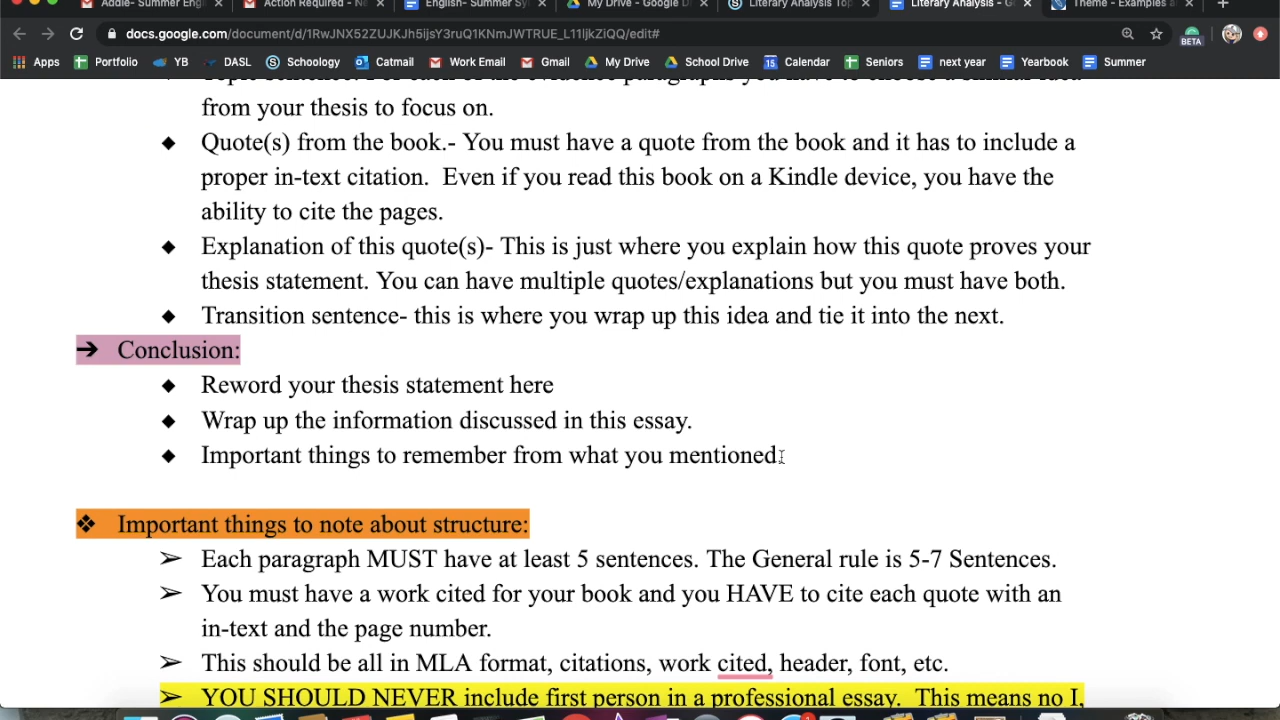 Addie- Summer Eng
Action Required - Ne
English- Summer Sy
My Drive - Google D
Literary Analysis Top
Literary Analysis - G
Theme - Examples a
docs.google.com/document/d/1RwJNX52ZUJKJh5ijsY3ruQ1KNmJWTRUE_L11ljkZiQQ/edit#
BETA
Apps Portfolio YB DASL Schoology Catmail Work Email Gmail My Drive School Drive Calendar Seniors next year Yearbook Summer
from your thesis to focus on.
◆ Quote(s) from the book.- You must have a quote from the book and it has to include a
proper in-text citation. Even if you read this book on a Kindle device, you have the
ability to cite the pages.
◆ Explanation of this quote(s)- This is just where you explain how this quote proves your
thesis statement. You can have multiple quotes/explanations but you must have both.
◆ Transition sentence- this is where you wrap up this idea and tie it into the next.
➔ Conclusion:
◆ Reword your thesis statement here
◆ Wrap up the information discussed in this essay.
◆ Important things to remember from what you mentioned.
❖ Important things to note about structure:
➢ Each paragraph MUST have at least 5 sentences. The General rule is 5-7 Sentences.
➢ You must have a work cited for your book and you HAVE to cite each quote with an
in-text and the page number.
➢ This should be all in MLA format, citations, work cited, header, font, etc.
➢ YOU SHOULD NEVER include first person in a professional essay. This means no I,